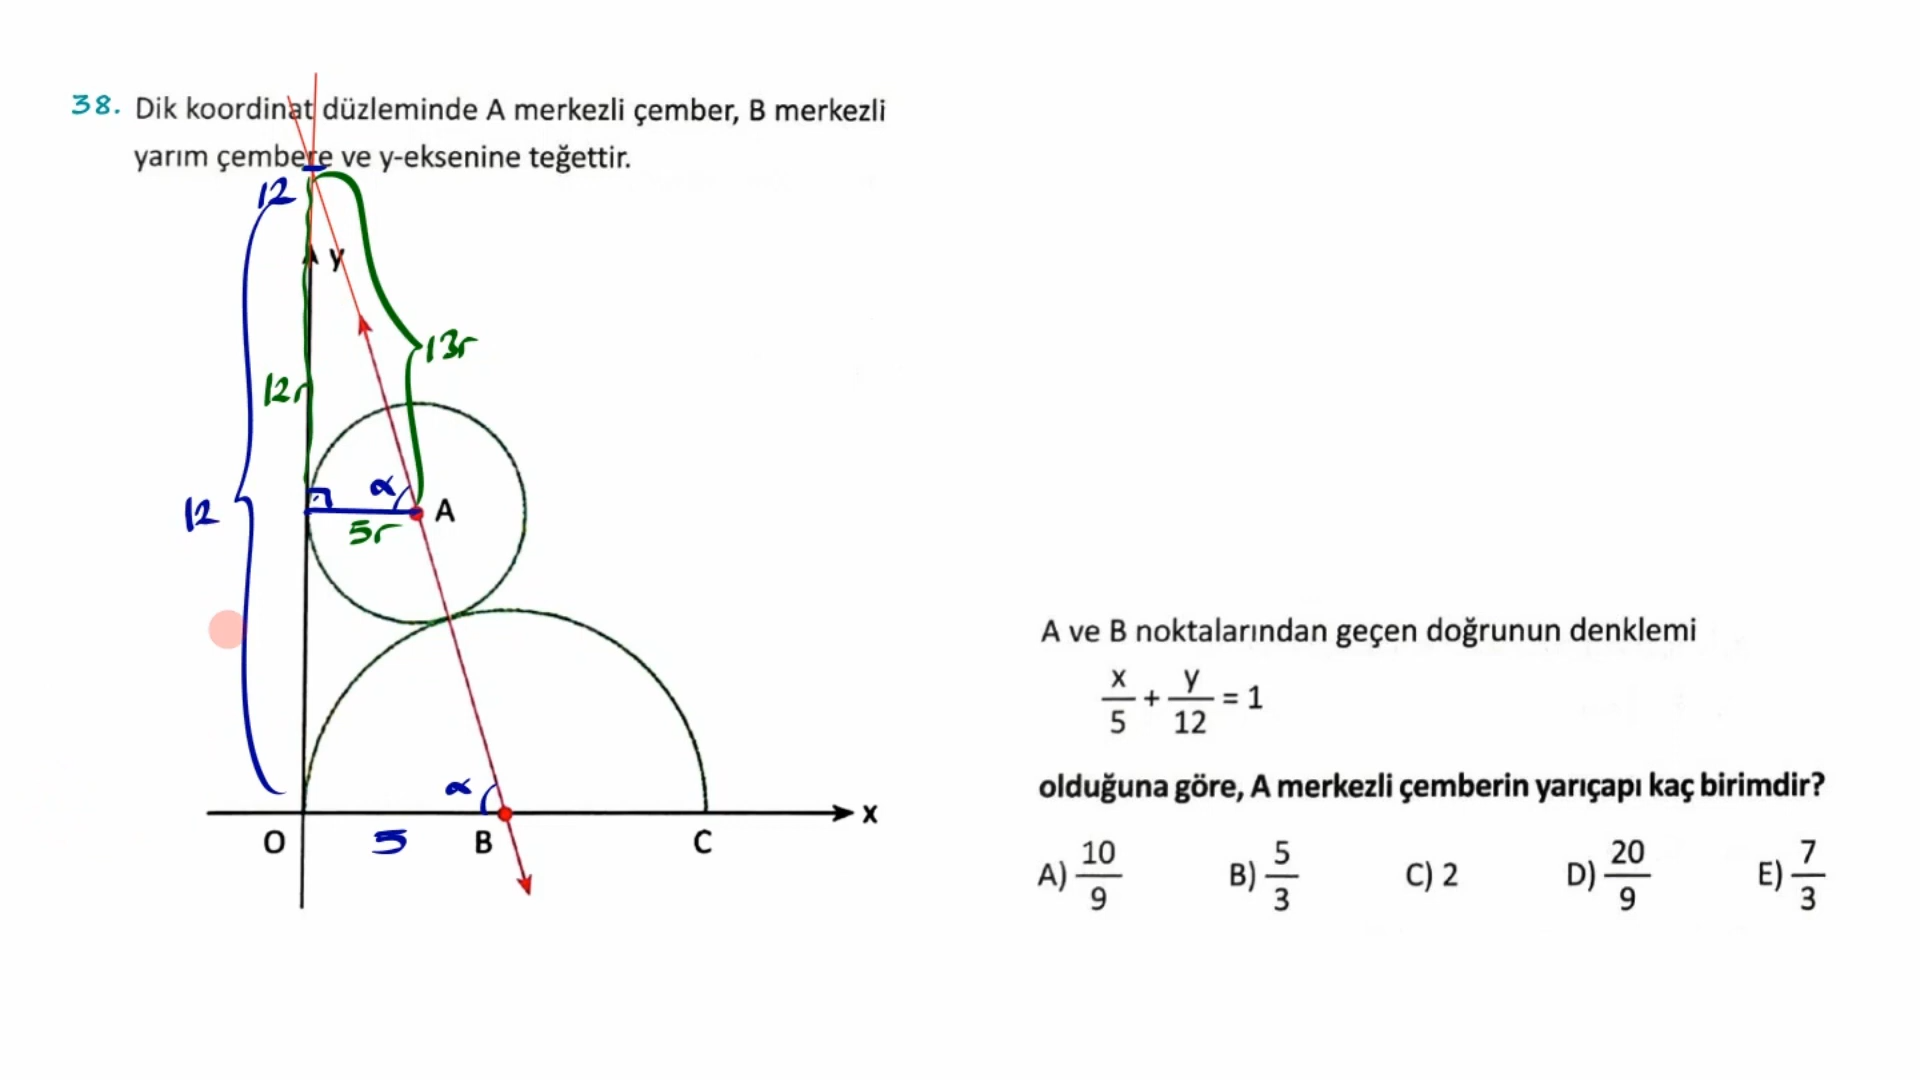 38. Dik koordinat düzleminde A merkezli çember, B merkezli
yarım çembere ve y-eksenine teğettir.
12
y
13r
12r
α
A
12
5r
α
x
O
5
B
C
A ve B noktalarından geçen doğrunun denklemi
x/5 + y/12 = 1
olduğuna göre, A merkezli çemberin yarıçapı kaç birimdir?
A) 10/9 B) 5/3 C) 2 D) 20/9 E) 7/3